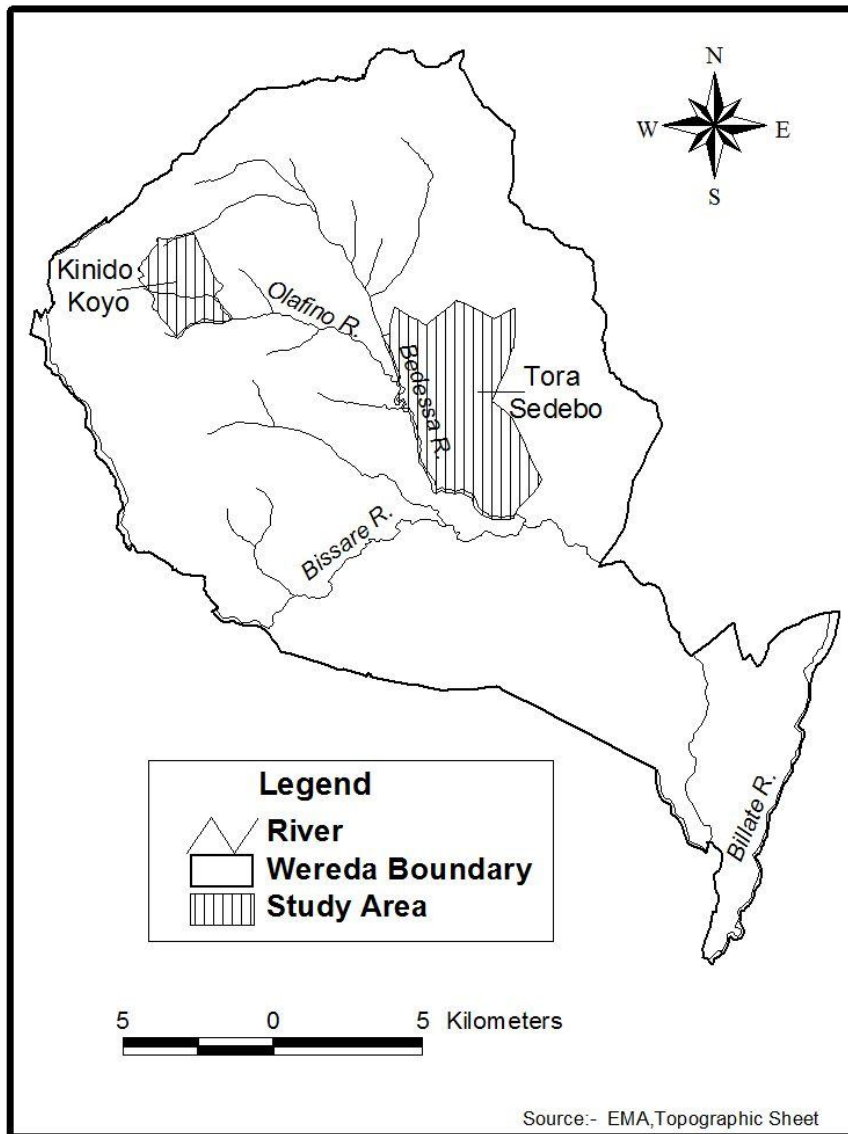 N
W E
S
Kinido
Koyo
Olafino R.
Bedessa R.
Tora
Sedebo
Bissare R.
Billate R.
Legend
River
Wereda Boundary
Study Area
5 0 5 Kilometers
Source:- EMA,Topographic Sheet